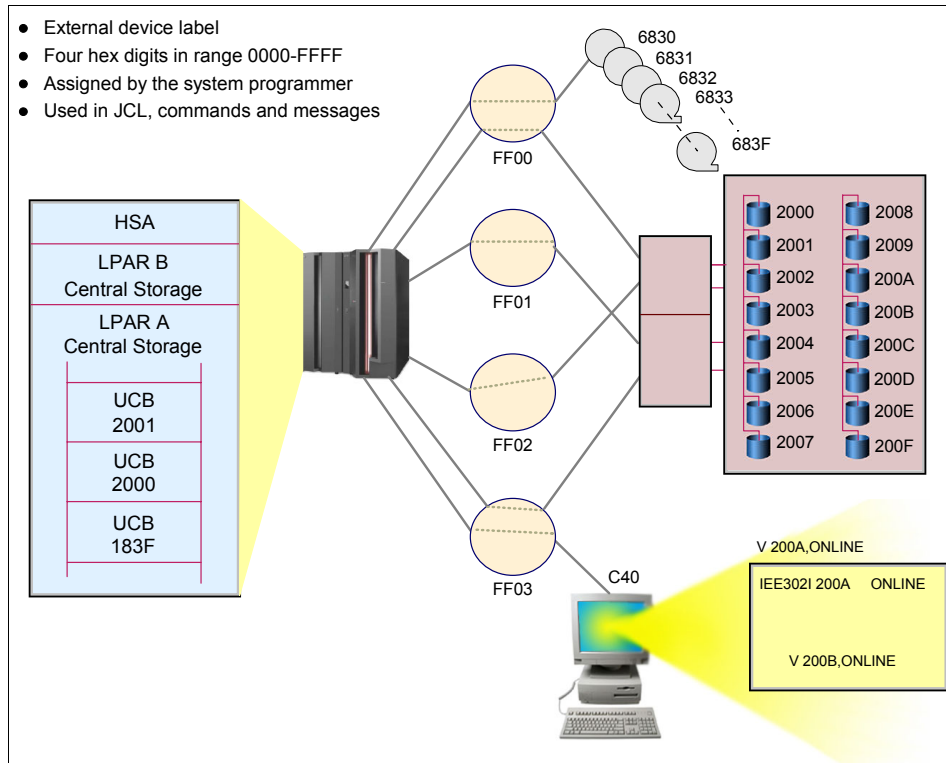 External device label
Four hex digits in range 0000-FFFF
Assigned by the system programmer
Used in JCL, commands and messages
6830
6831
6832
6833
683F
FF00
FF01
FF02
FF03
HSA
LPAR B
Central Storage
LPAR A
Central Storage
UCB
2001
UCB
2000
UCB
183F
2000
2001
2002
2003
2004
2005
2006
2007
2008
2009
200A
200B
200C
200D
200E
200F
C40
V 200A,ONLINE
IEE302I 200A ONLINE
V 200B,ONLINE